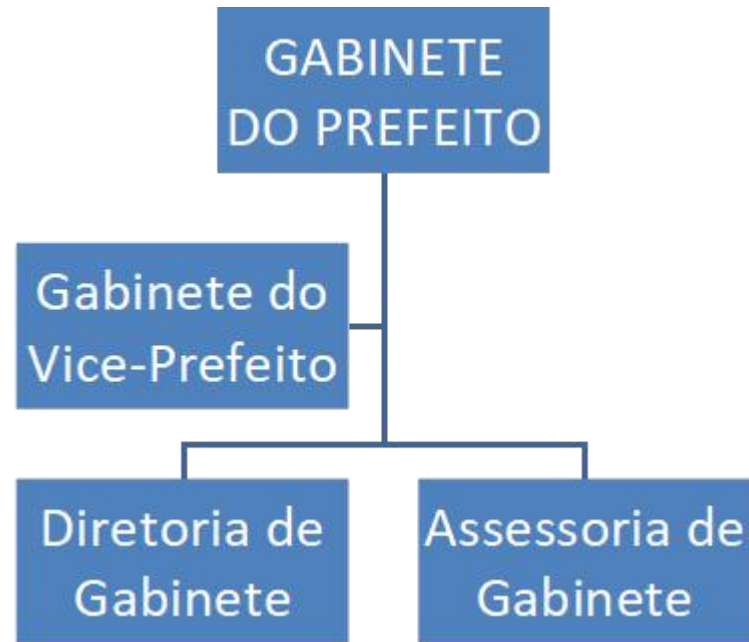 GABINETE
DO PREFEITO
Gabinete do
Vice-Prefeito
Diretoria de
Gabinete
Assessoria de
Gabinete